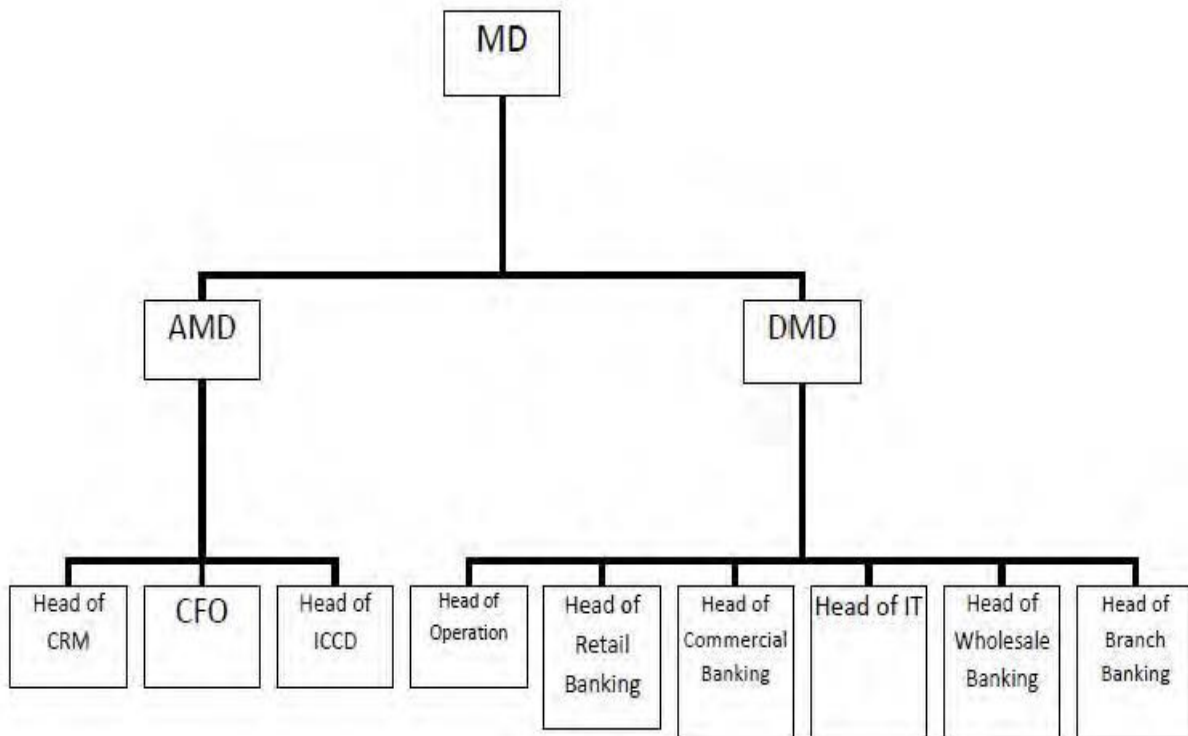 MD
AMD
DMD
Head of
CRM
CFO
Head of
ICCD
Head of
Operation
Head of
Retail
Banking
Head of
Commercial
Banking
Head of IT
Head of
Wholesale
Banking
Head of
Branch
Banking